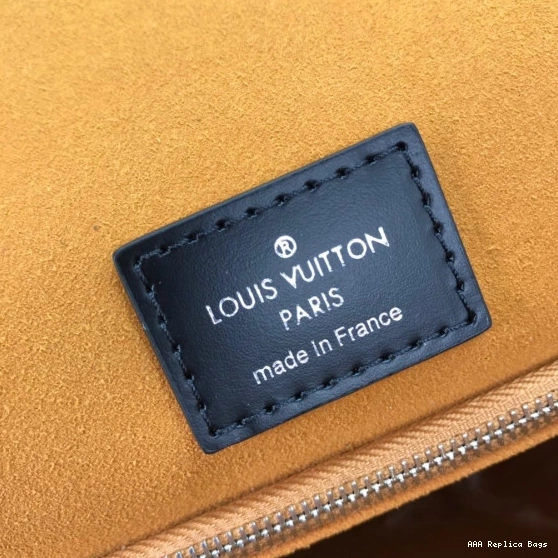 ®
LOUIS VUITTON
PARIS
made in France
AAA Replica Bags